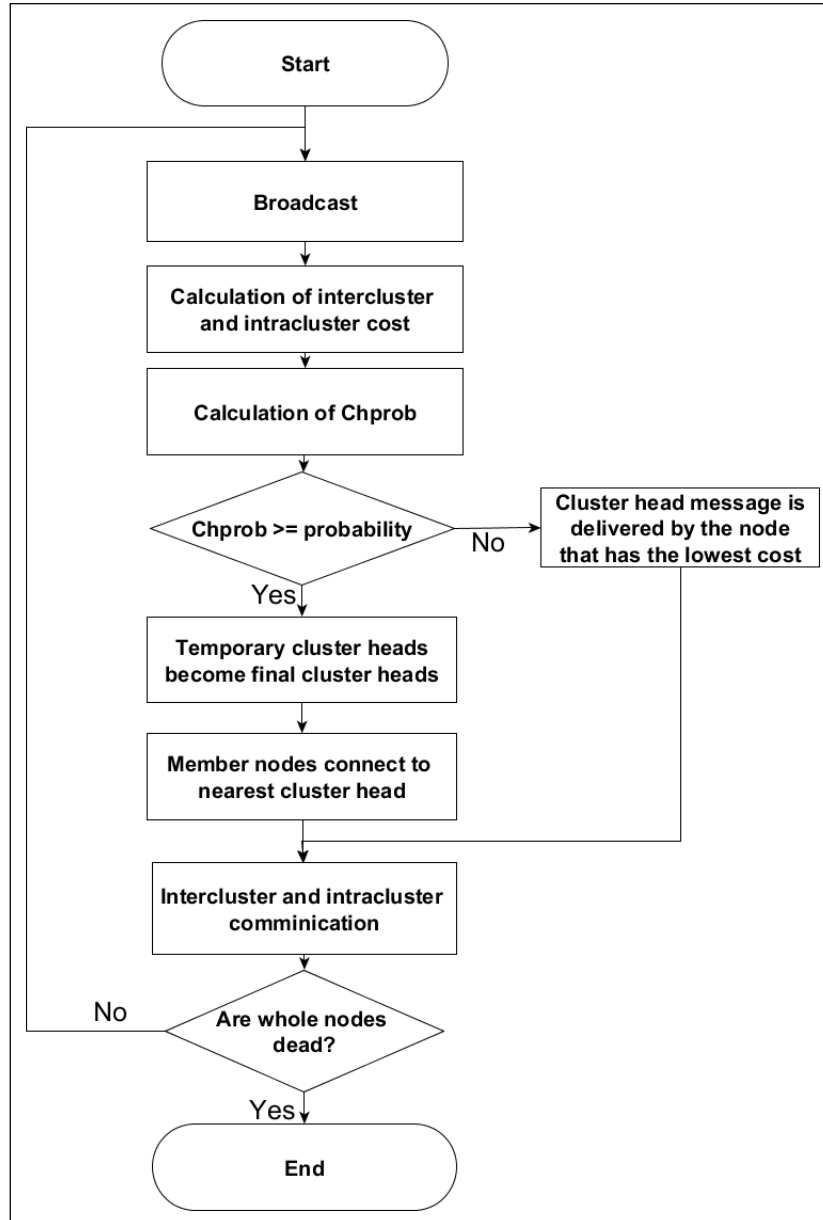 Start
Broadcast
Calculation of intercluster
and intracluster cost
Calculation of Chprob
Chprob >= probability
No
Cluster head message is
delivered by the node
that has the lowest cost
Yes
Temporary cluster heads
become final cluster heads
Member nodes connect to
nearest cluster head
Intercluster and intracluster
comminication
No
Are whole nodes
dead?
Yes
End